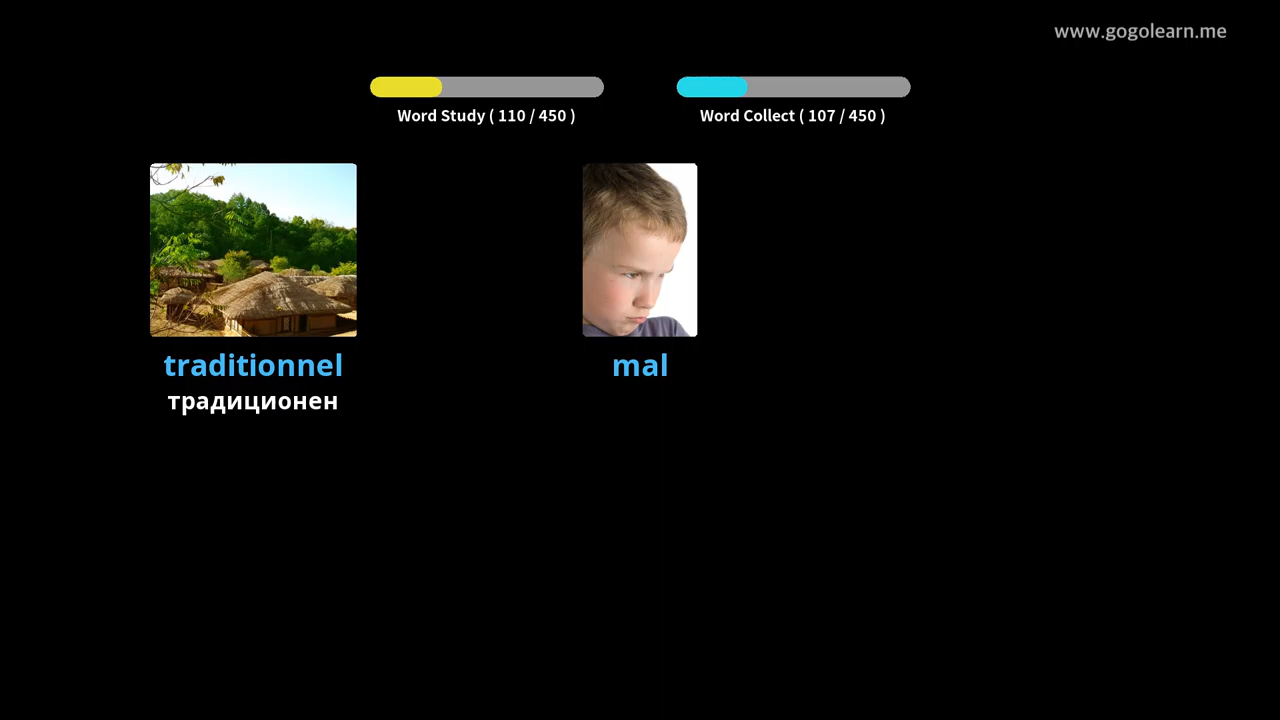 www.gogolearn.me
Word Study ( 110 / 450 )
Word Collect ( 107 / 450 )
traditionnel
традиционен
mal